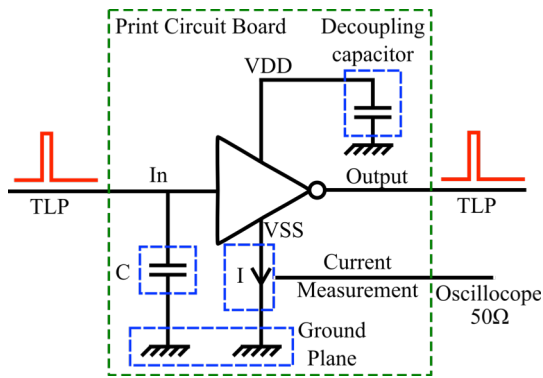 Print Circuit Board
Decoupling
capacitor
VDD
In
Output
TLP
TLP
VSS
C
I
Current
Measurement
Oscillocope
50Ω
Ground
Plane